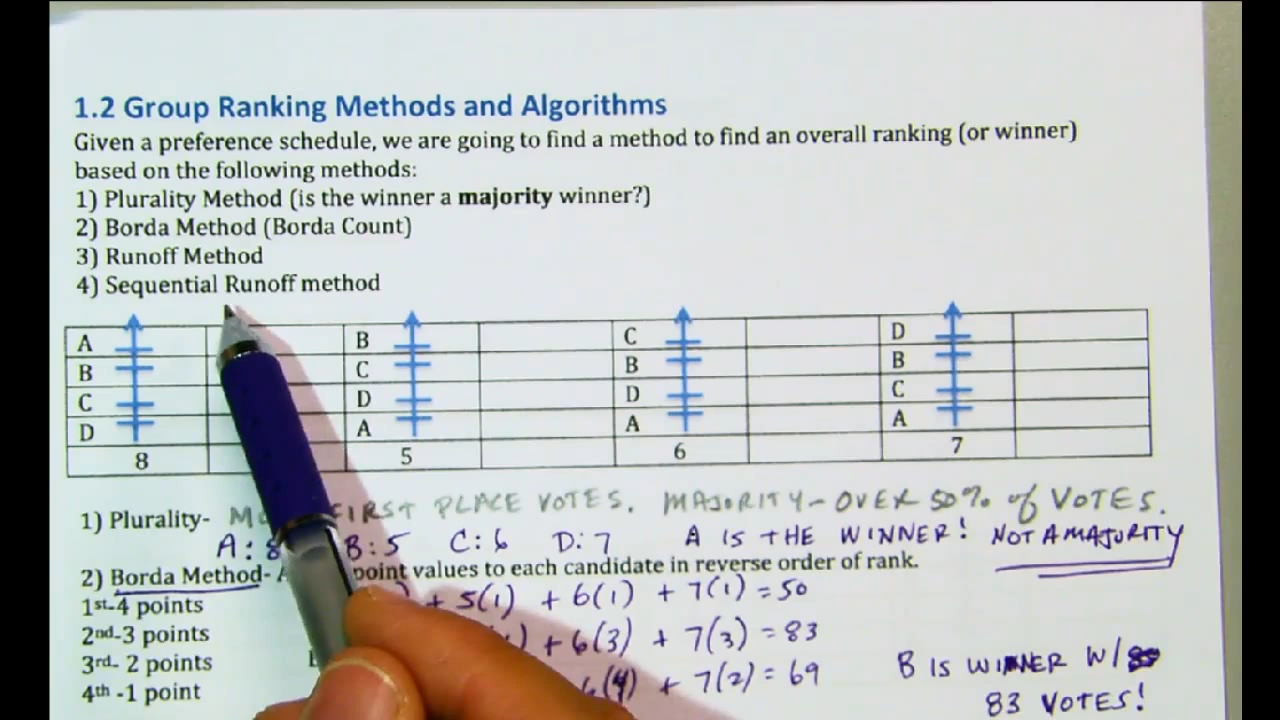 1.2 Group Ranking Methods and Algorithms
Given a preference schedule, we are going to find a method to find an overall ranking (or winner)
based on the following methods:
1) Plurality Method (is the winner a majority winner?)
2) Borda Method (Borda Count)
3) Runoff Method
4) Sequential Runoff method
A B C D
B C B B
C D D C
D A A A
8 5 6 7
1) Plurality- FIRST PLACE VOTES. MAJORITY - OVER 50% of VOTES.
A: 8 B: 5 C: 6 D: 7 A IS THE WINNER! NOT A MAJORITY
2) Borda Method- point values to each candidate in reverse order of rank.
1st-4 points + 5(1) + 6(1) + 7(1) = 50
2nd-3 points + 6(3) + 7(3) = 83
3rd- 2 points 6(4) + 7(2) = 69 B IS WINNER W/
4th -1 point 83 VOTES!